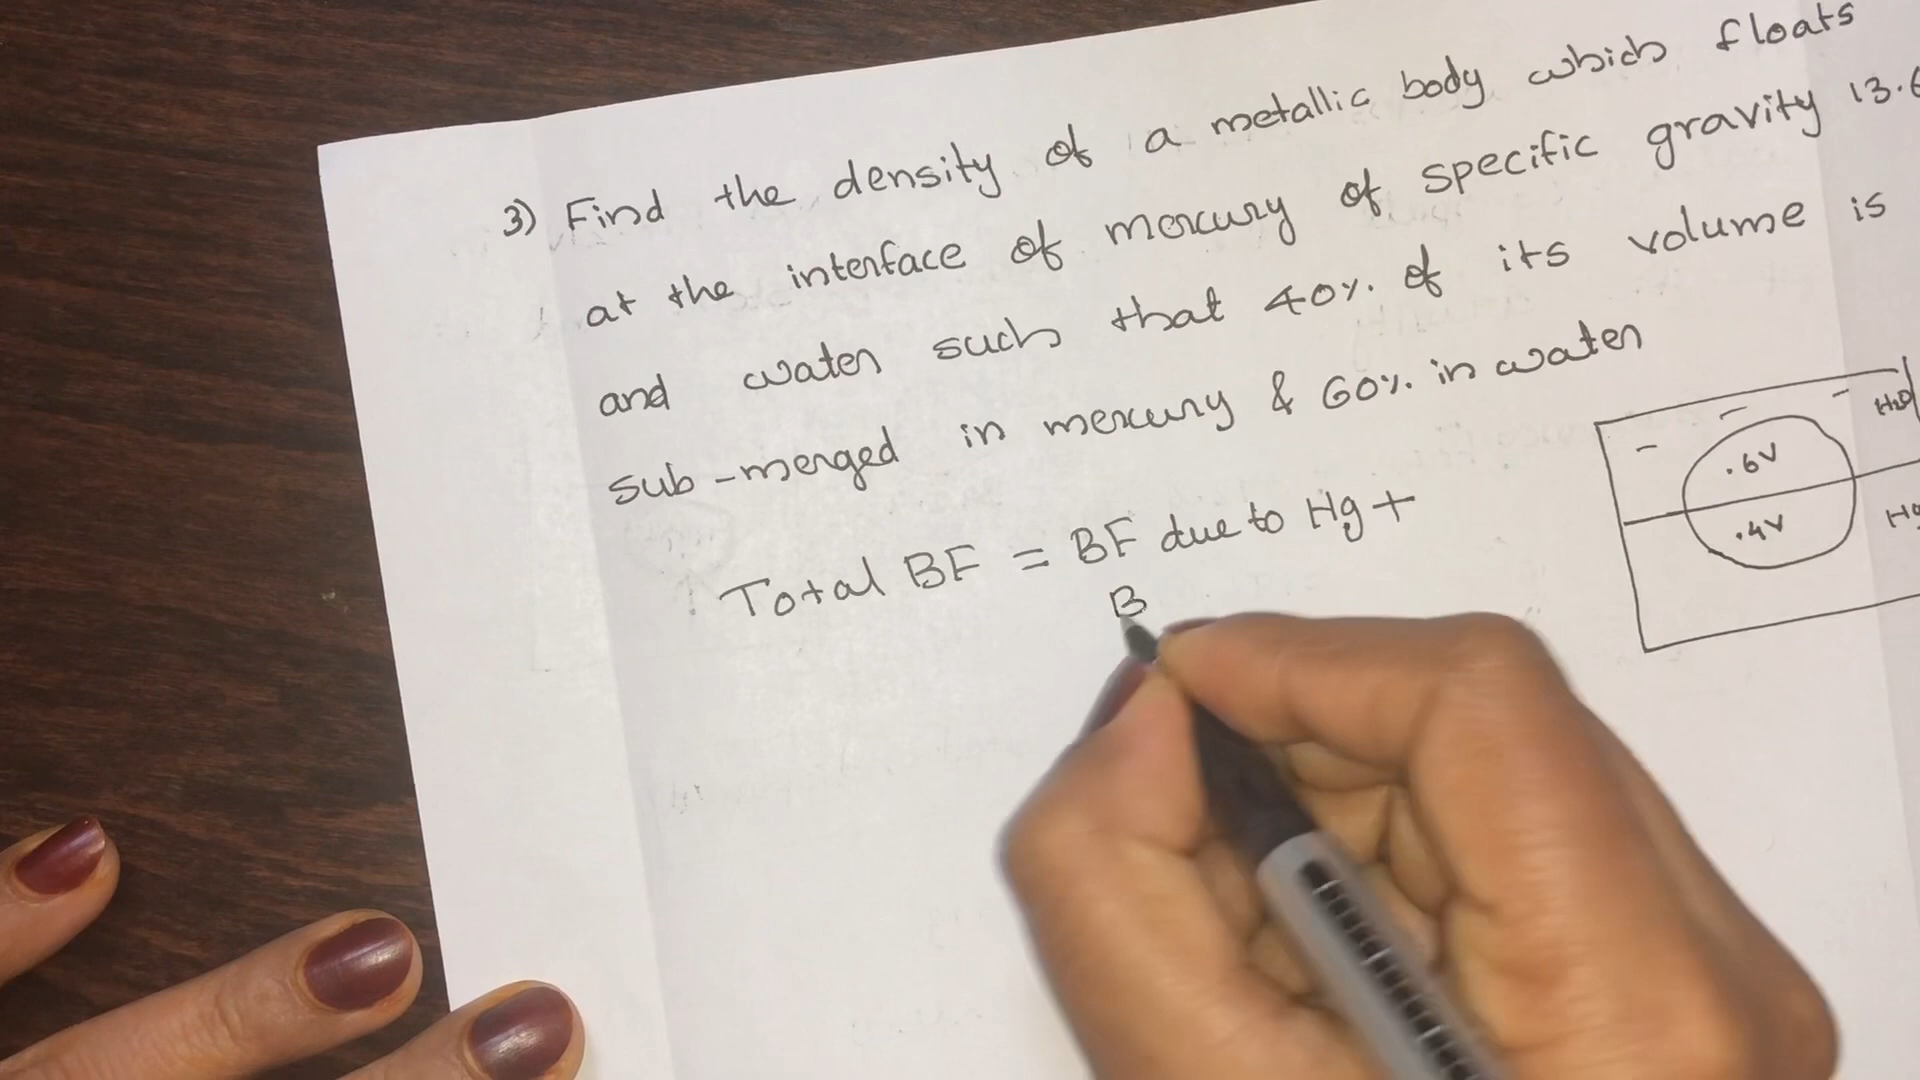 3) Find the density of a metallic body which floats
at the interface of mercury of specific gravity 13.6
and water such that 40%. of its volume is
sub-merged in mercury & 60%. in water
H2O
.6V
.4V
Hg
Total BF = BF due to Hg +
B